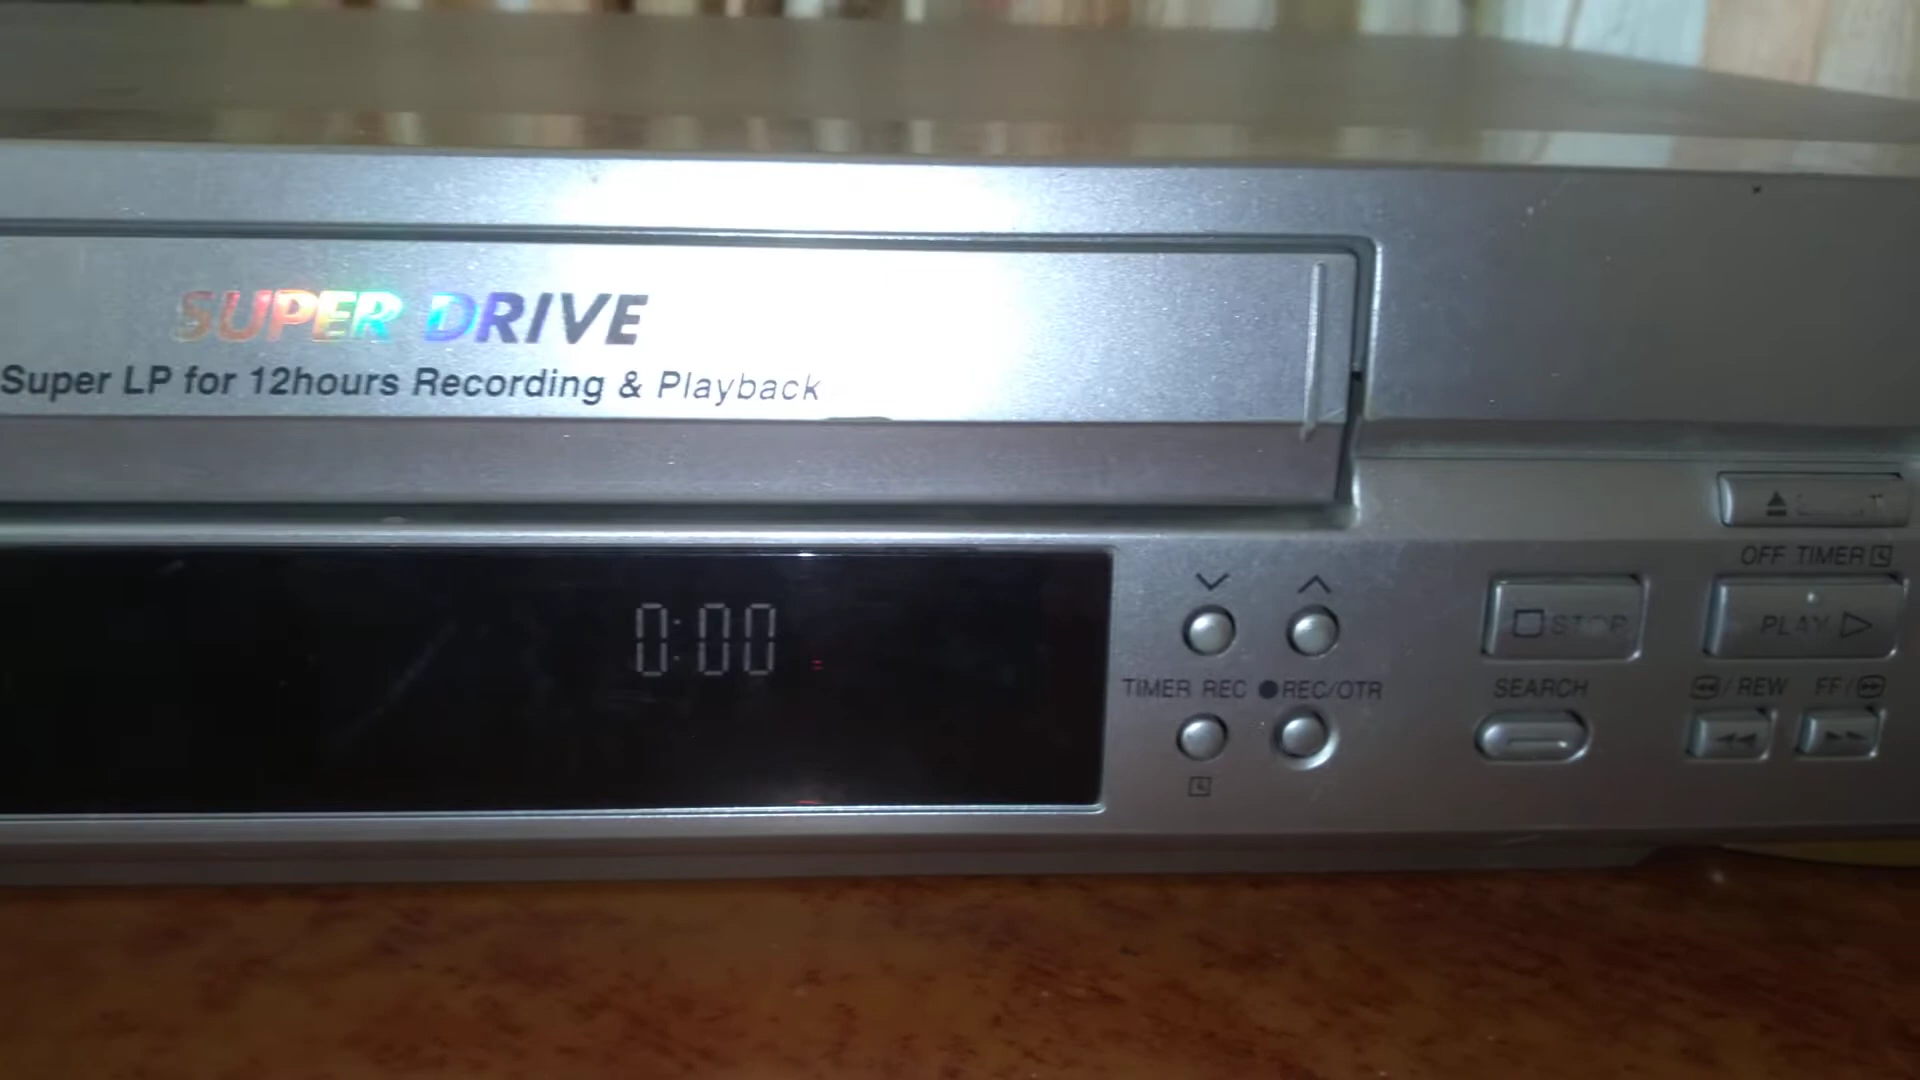 SUPER DRIVE
Super LP for 12hours Recording & Playback
OFF TIMER
0:00
STOP
PLAY
TIMER REC ●REC/OTR
SEARCH
/ REW FF /